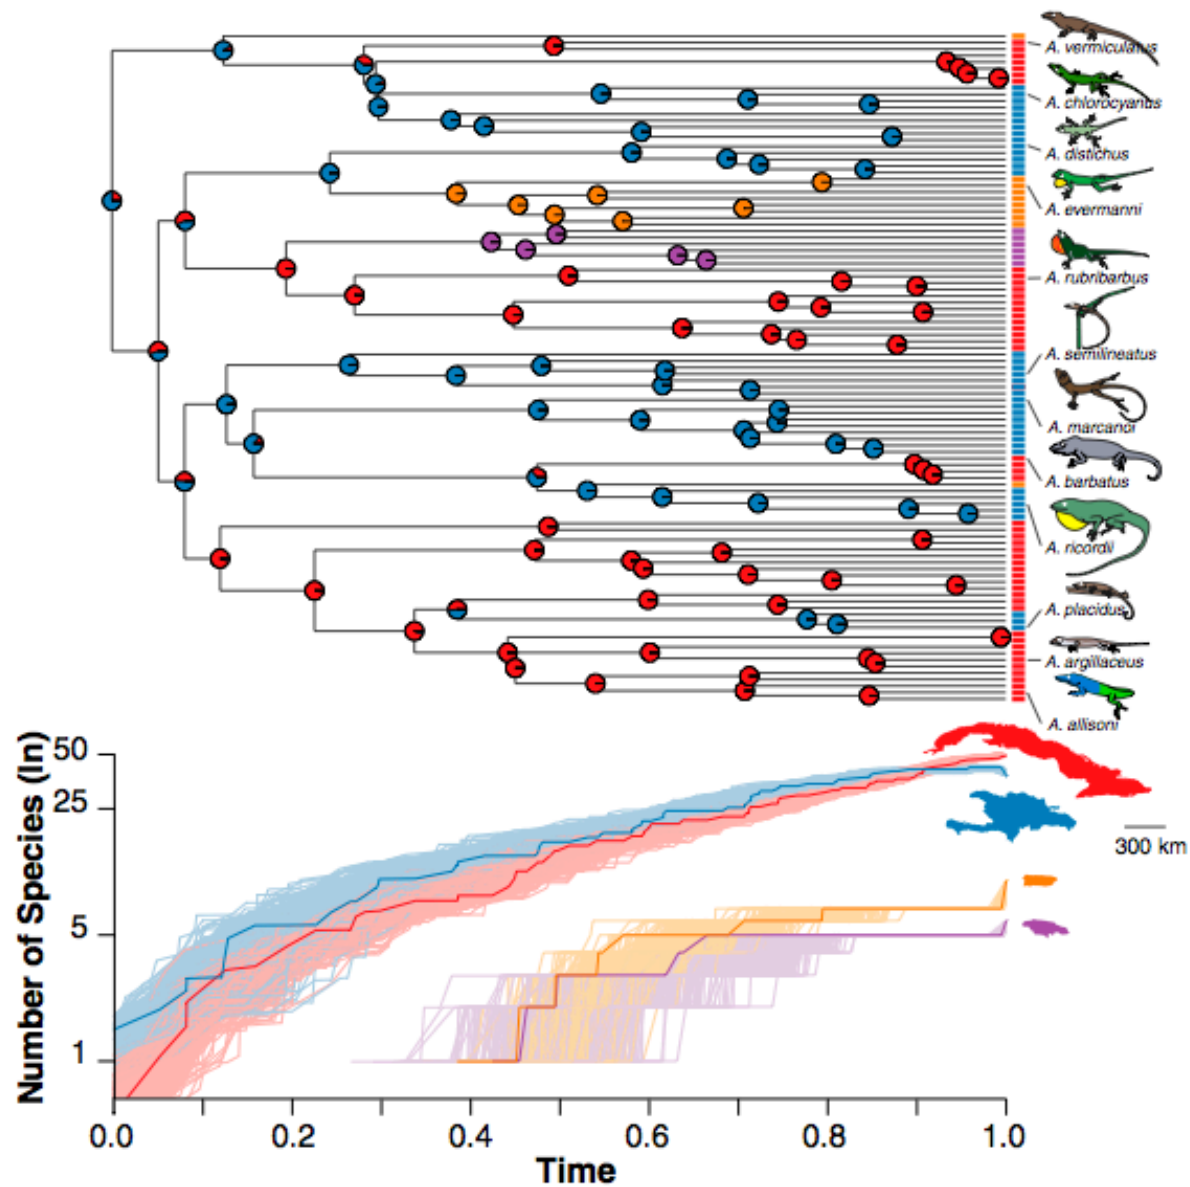 A. vermiculatus
A. chlorocyanus
A. distichus
A. evermanni
A. rubribarbus
A. semilineatus
A. marcanoi
A. barbatus
A. ricordii
A. placidus
A. argillaceus
A. allisoni
Number of Species (ln)
50
25
5
1
300 km
0.0 0.2 0.4 0.6 0.8 1.0
Time